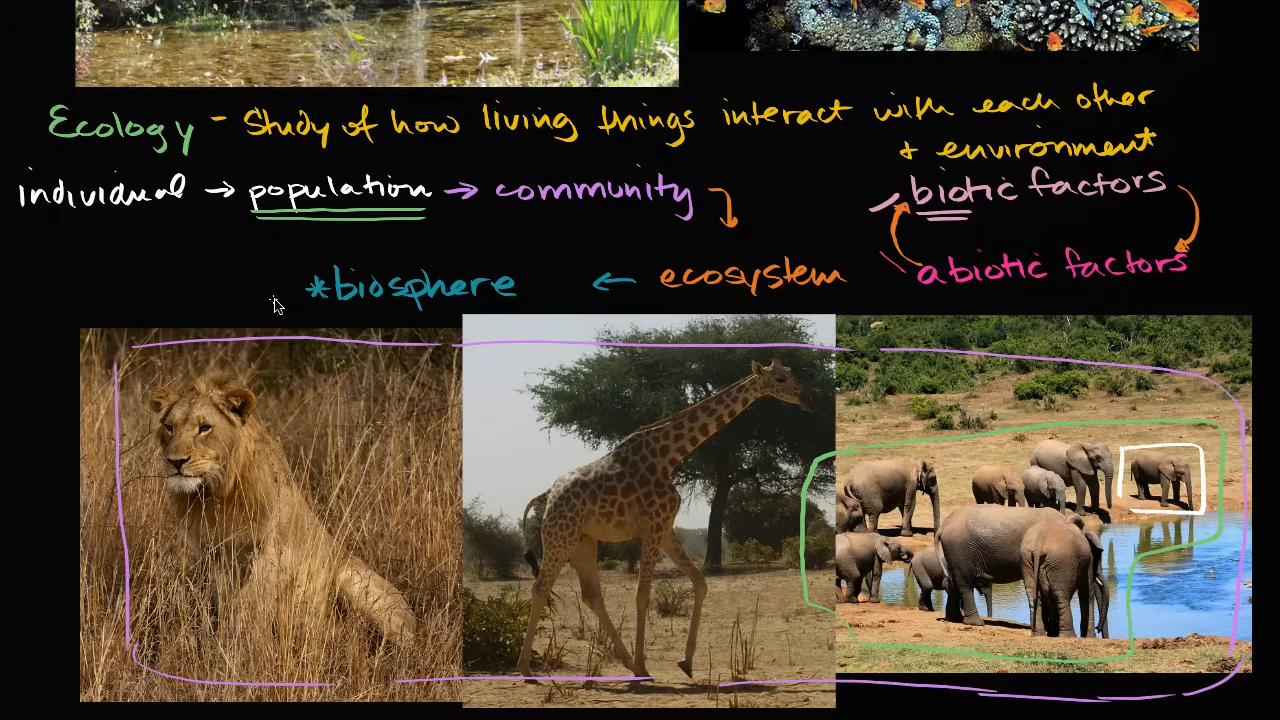 Ecology - Study of how living things interact with each other
+ environment
individual → population → community
biotic factors
*biosphere ← ecosystem
abiotic factors